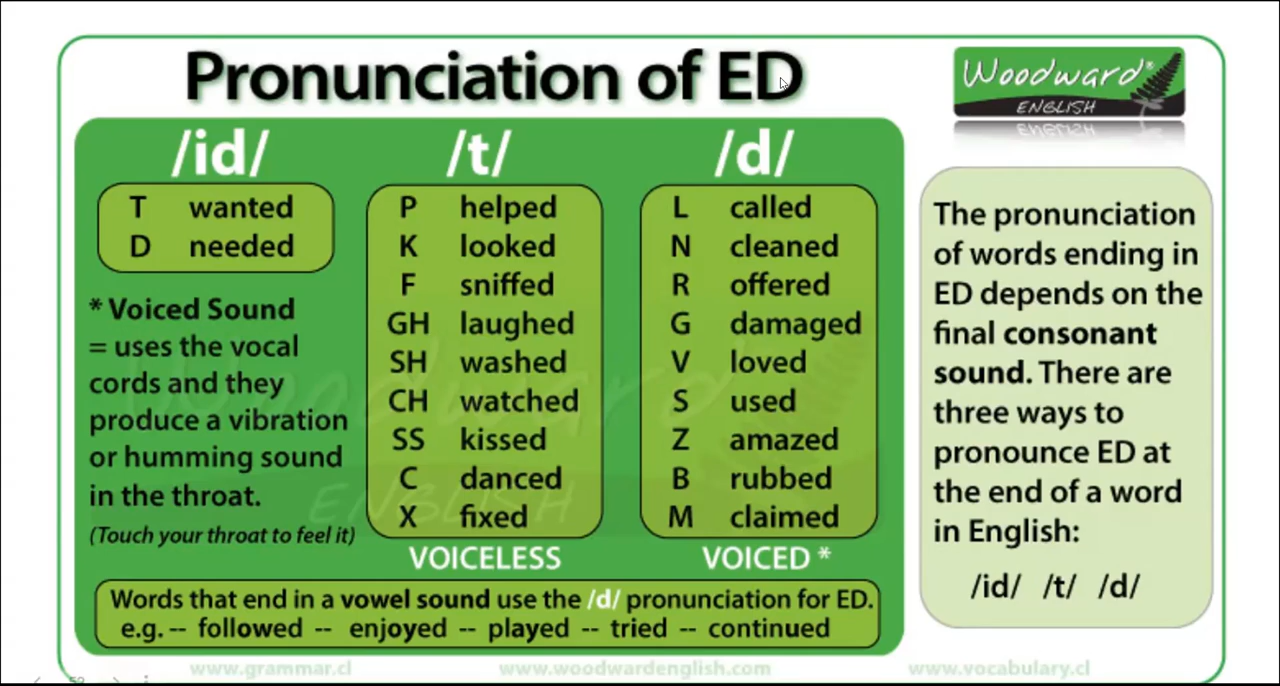 Pronunciation of ED
Woodward®
ENGLISH
/id/
T wanted
D needed
* Voiced Sound
= uses the vocal
cords and they
produce a vibration
or humming sound
in the throat.
(Touch your throat to feel it)
/t/
P helped
K looked
F sniffed
GH laughed
SH washed
CH watched
SS kissed
C danced
X fixed
VOICELESS
/d/
L called
N cleaned
R offered
G damaged
V loved
S used
Z amazed
B rubbed
M claimed
VOICED *
Words that end in a vowel sound use the /d/ pronunciation for ED.
e.g. -- followed -- enjoyed -- played -- tried -- continued
The pronunciation
of words ending in
ED depends on the
final consonant
sound. There are
three ways to
pronounce ED at
the end of a word
in English:
/id/ /t/ /d/
www.grammar.cl www.woodwardenglish.com www.vocabulary.cl